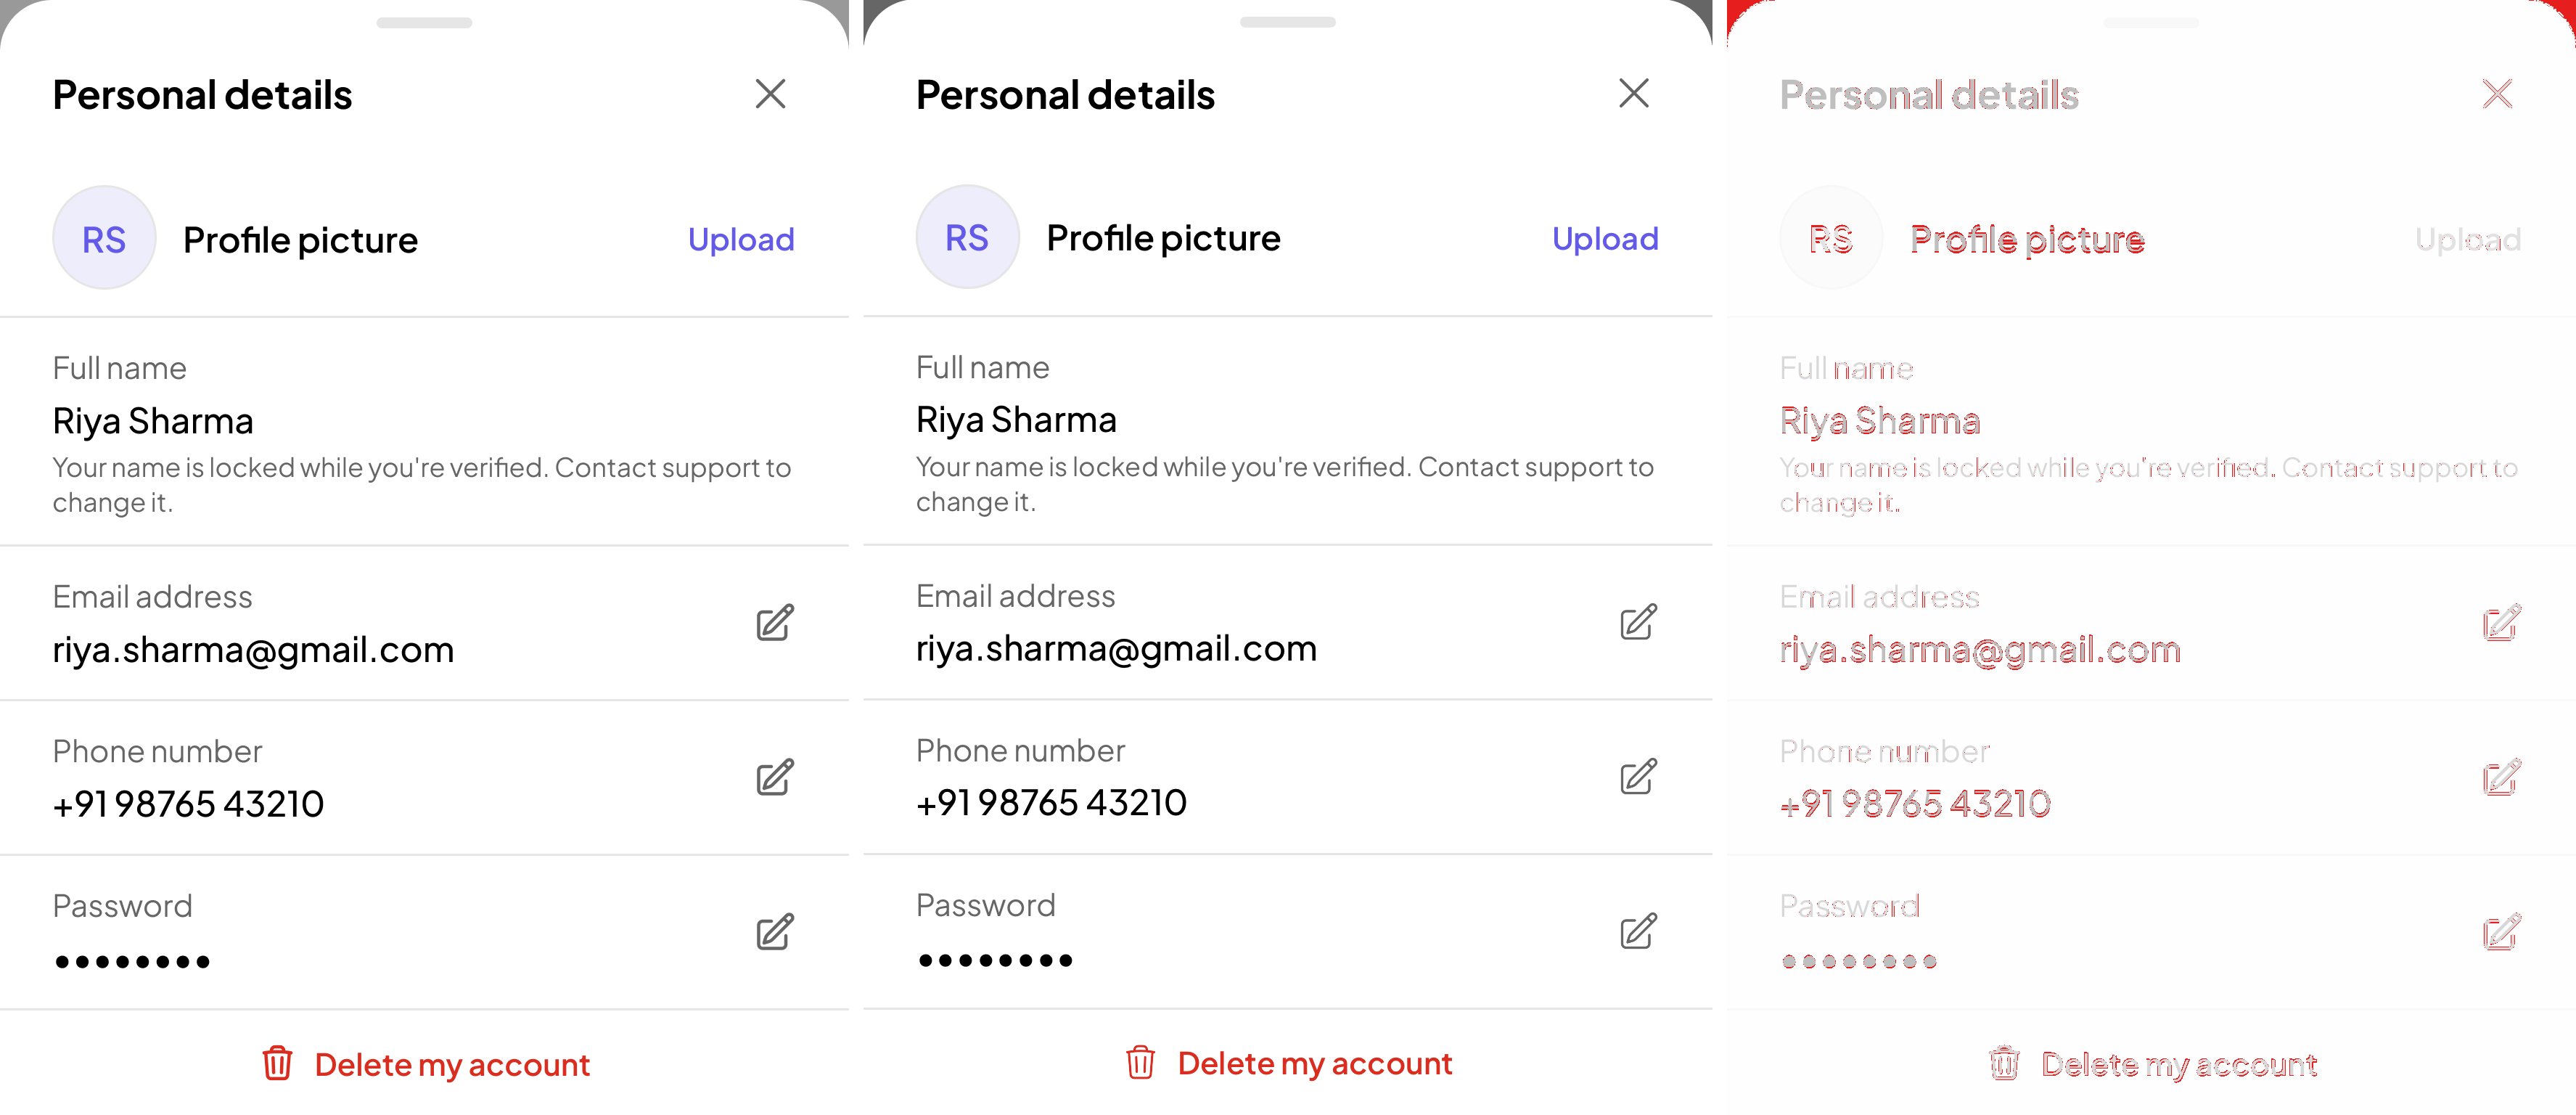 Personal details
RS Profile picture Upload
Full name
Riya Sharma
Your name is locked while you're verified. Contact support to
change it.
Email address
riya.sharma@gmail.com
Phone number
+91 98765 43210
Password
••••••••
Delete my account
Personal details
RS Profile picture Upload
Full name
Riya Sharma
Your name is locked while you're verified. Contact support to
change it.
Email address
riya.sharma@gmail.com
Phone number
+91 98765 43210
Password
••••••••
Delete my account
Personal details
RS Profile picture Upload
Full name
Riya Sharma
Your name is locked while you're verified. Contact support to
change it.
Email address
riya.sharma@gmail.com
Phone number
+91 98765 43210
Password
••••••••
Delete my account